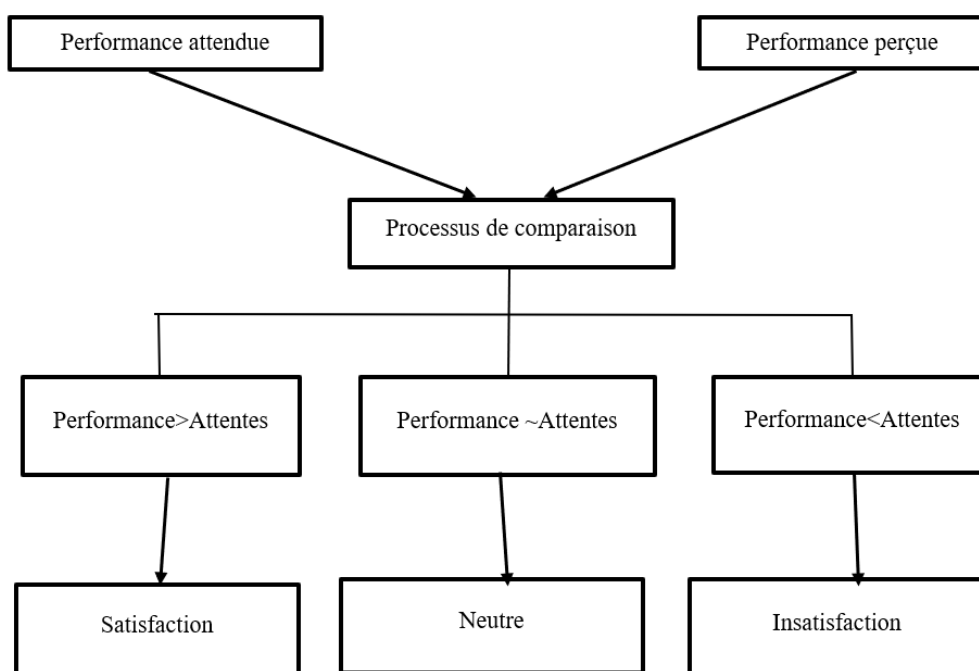 Performance attendue
Performance perçue
Processus de comparaison
Performance>Attentes
Performance ~Attentes
Performance<Attentes
Satisfaction
Neutre
Insatisfaction